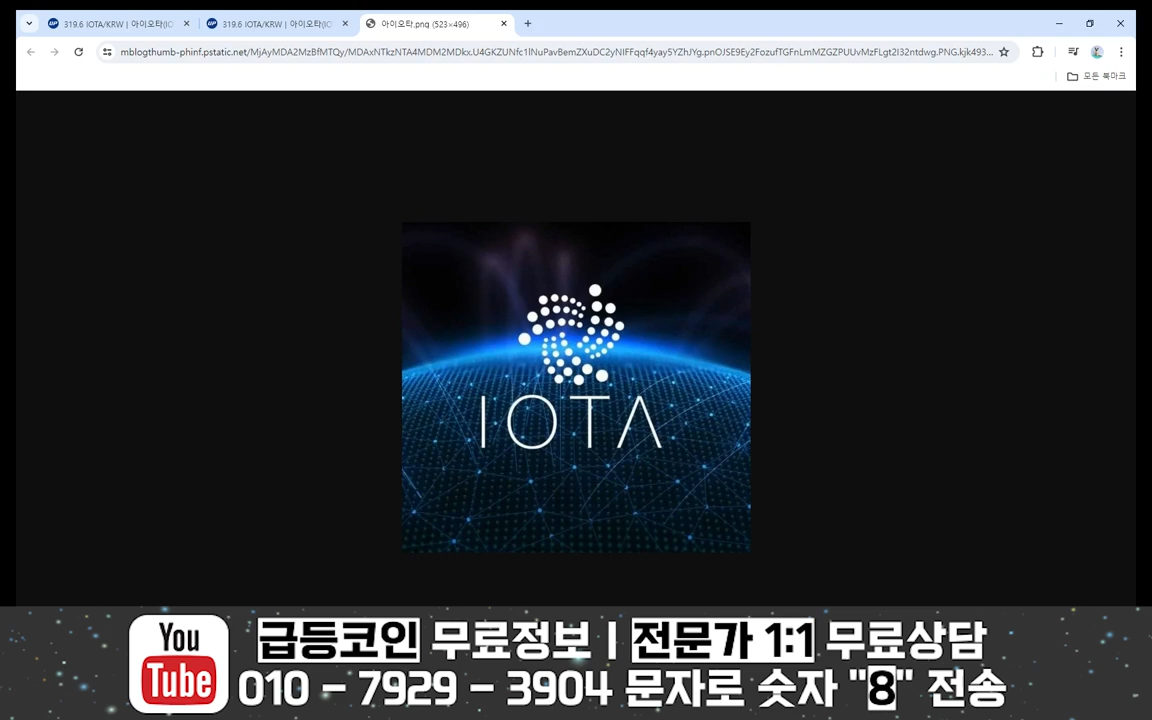 319.6 IOTA/KRW | 아이오타(IO
319.6 IOTA/KRW | 아이오타(IO
아이오타.png (523×496)
모든 북마크
IOTA
You
Tube
급등코인 무료정보 | 전문가 1:1 무료상담
010 - 7929 - 3904 문자로 숫자 "8" 전송